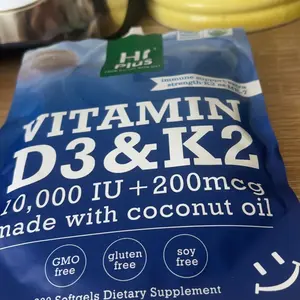 H!
Plus
VITAMIN
D3&K2
10,000 IU + 200mcg
made with coconut oil
GMO
free
gluten
free
soy
free
Softgels Dietary Supplement